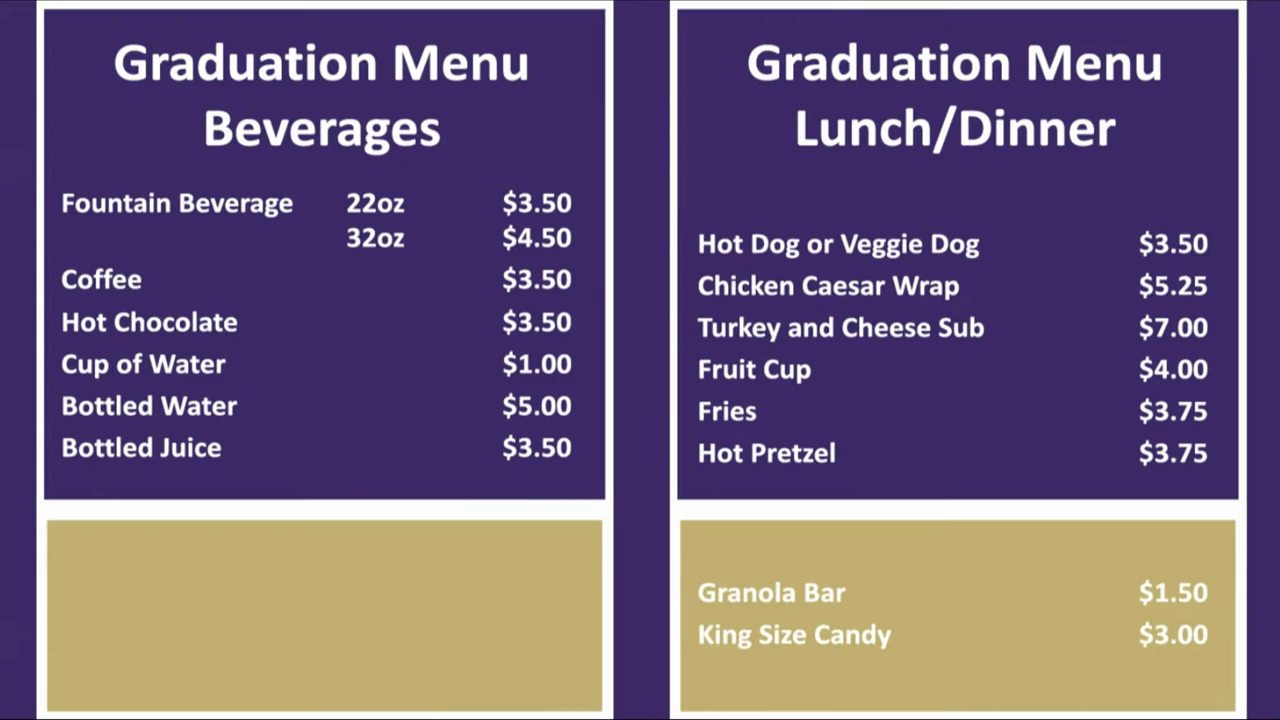 Graduation Menu
Beverages
Fountain Beverage 22oz $3.50
32oz $4.50
Coffee $3.50
Hot Chocolate $3.50
Cup of Water $1.00
Bottled Water $5.00
Bottled Juice $3.50
Graduation Menu
Lunch/Dinner
Hot Dog or Veggie Dog $3.50
Chicken Caesar Wrap $5.25
Turkey and Cheese Sub $7.00
Fruit Cup $4.00
Fries $3.75
Hot Pretzel $3.75
Granola Bar $1.50
King Size Candy $3.00